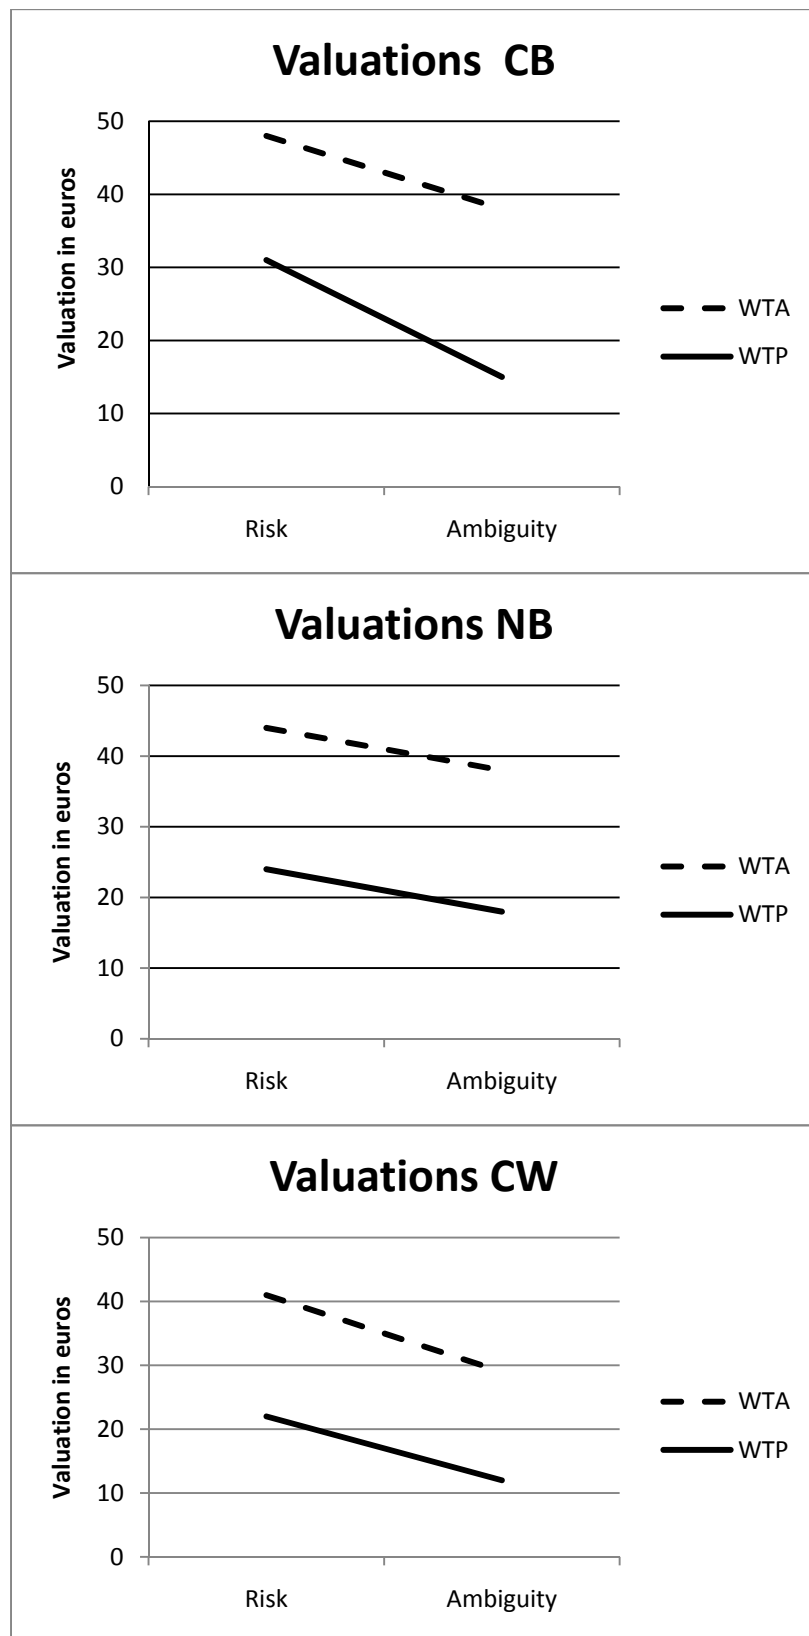 Valuations  CB
Valuation in euros
50
40
30
20
10
0
Risk
Ambiguity
WTA
WTP
Valuations NB
Valuation in euros
50
40
30
20
10
0
Risk
Ambiguity
WTA
WTP
Valuations CW
Valuation in euros
50
40
30
20
10
0
Risk
Ambiguity
WTA
WTP